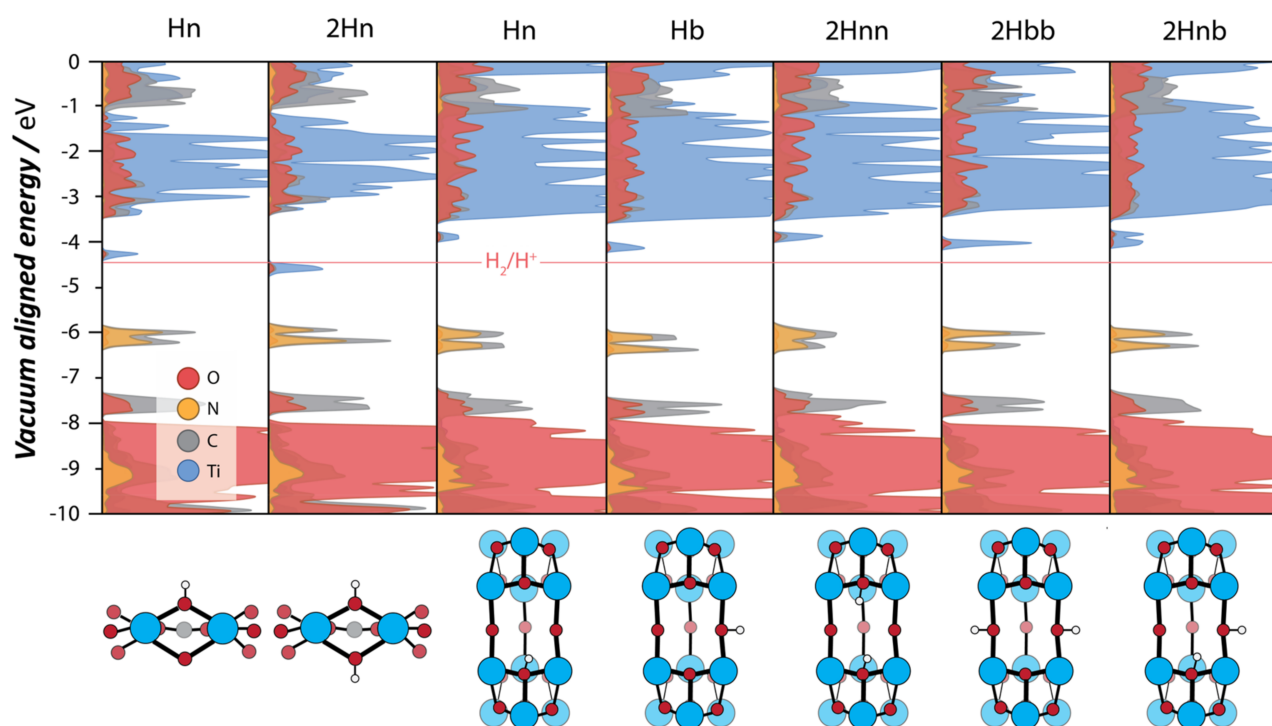 Hn 2Hn Hn Hb 2Hnn 2Hbb 2Hnb
Vacuum aligned energy / eV
0
-1
-2
-3
-4
H₂/H⁺
-5
-6
-7
-8
-9
-10
O
N
C
Ti